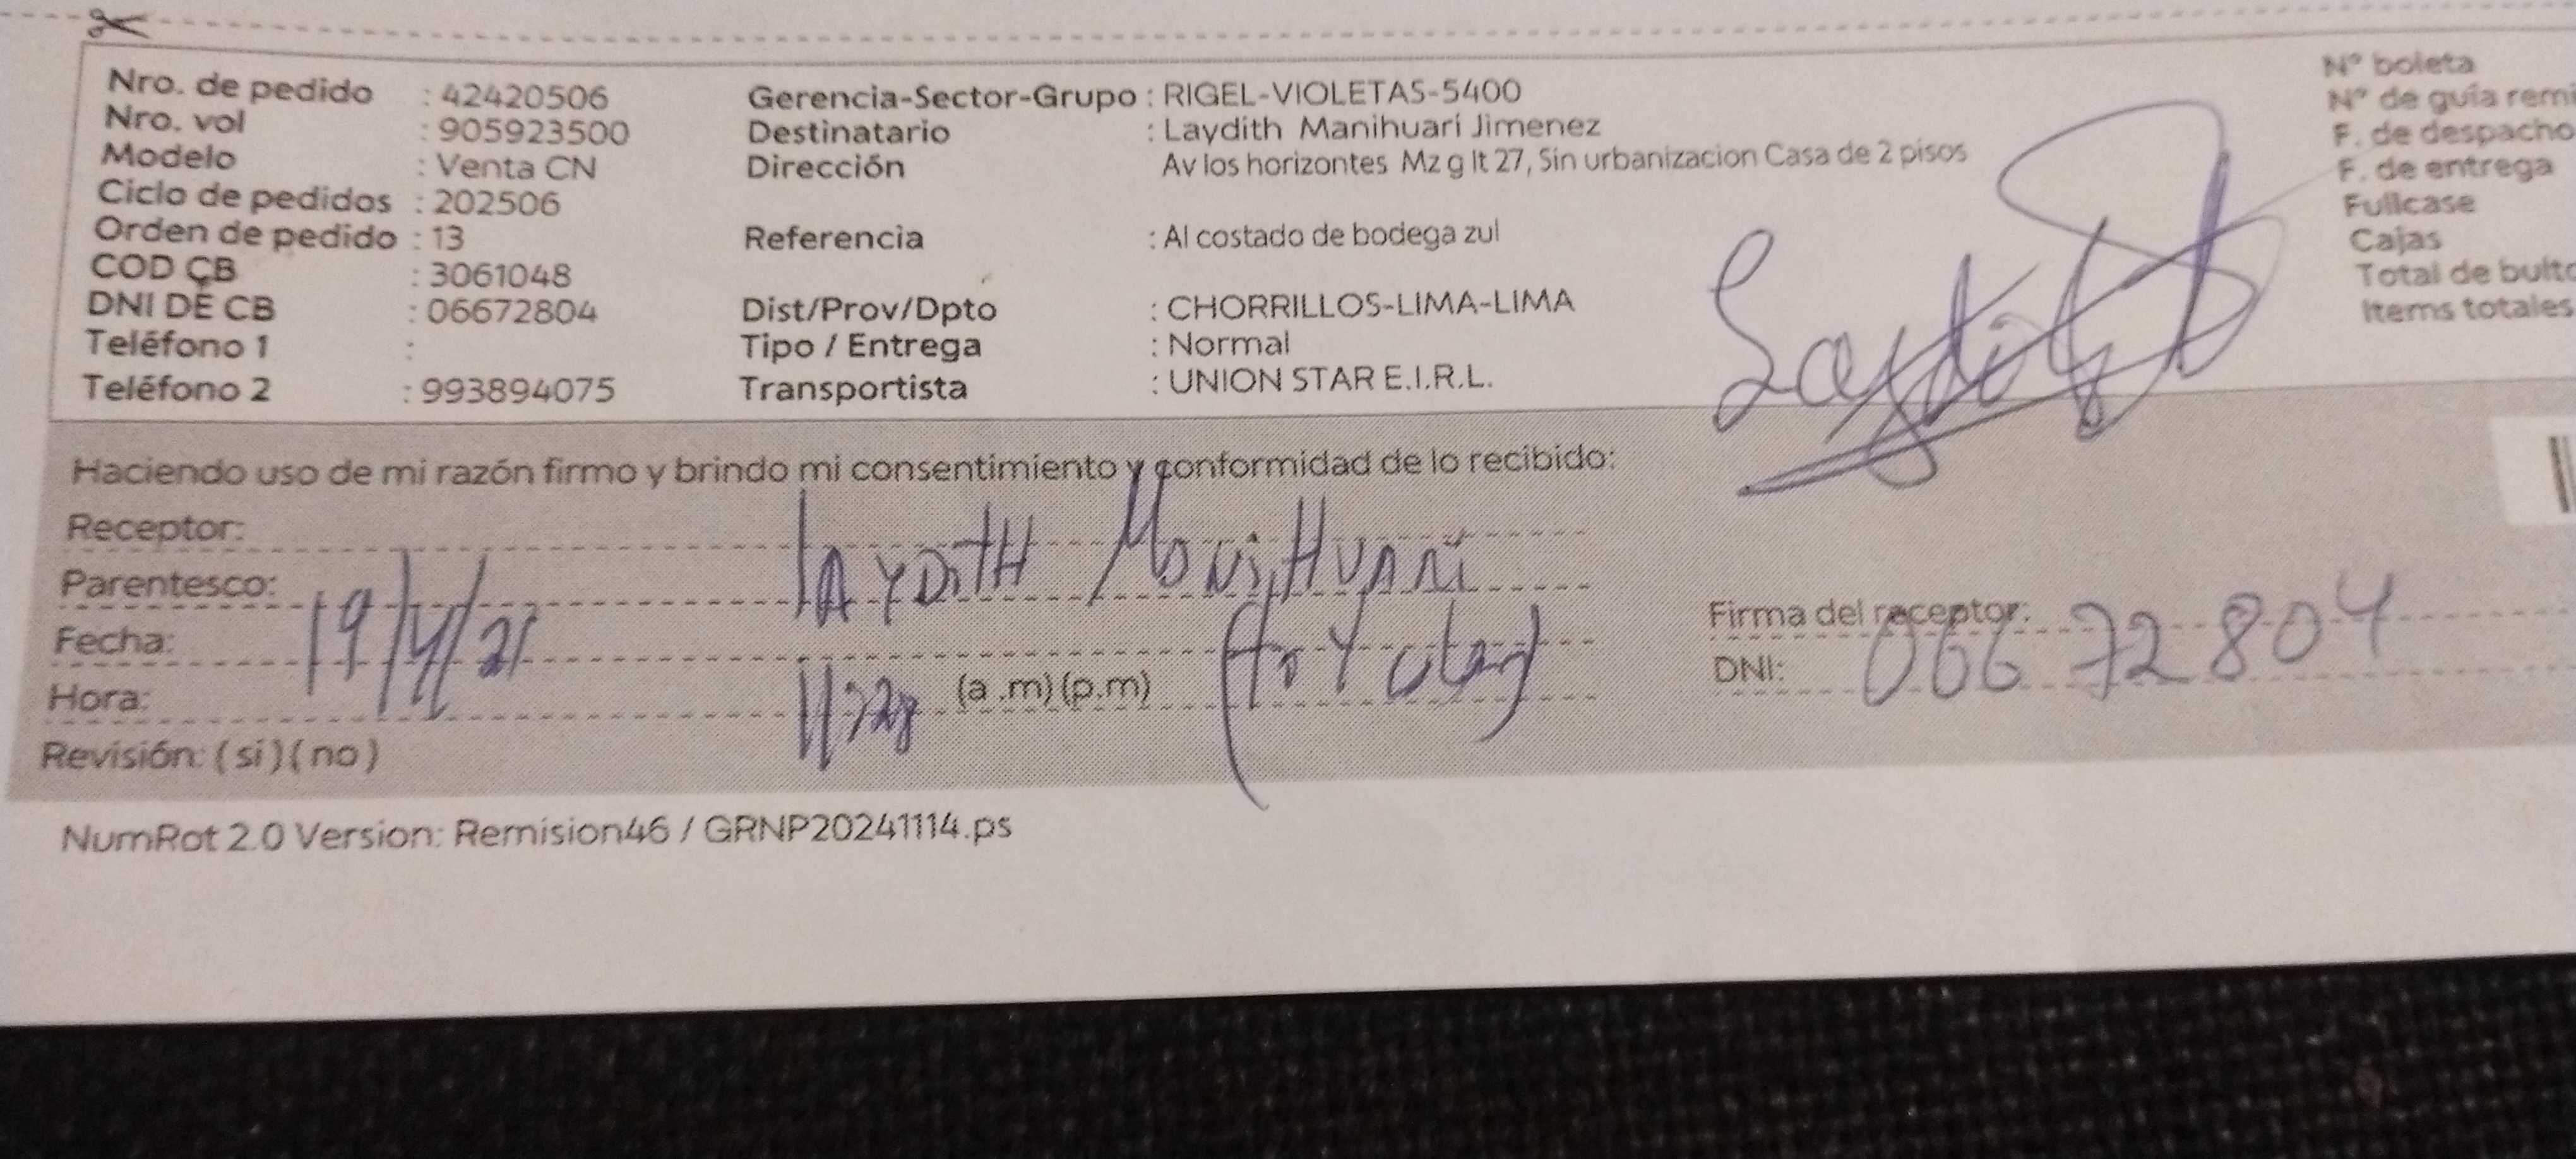 Nro. de pedido : 42420506 Gerencia-Sector-Grupo : RIGEL-VIOLETAS-5400 N° boleta
Nro. vol : 905923500 Destinatario : Laydith Manihuari Jimenez N° de guía remi
Modelo : Venta CN Dirección Av los horizontes Mz g lt 27, Sin urbanizacion Casa de 2 pisos F. de despacho
Ciclo de pedidos : 202506 F. de entrega
Orden de pedido : 13 Referencia : Al costado de bodega zul Fullcase
COD CB : 3061048 Cajas
DNI DE CB : 06672804 Dist/Prov/Dpto : CHORRILLOS-LIMA-LIMA Total de bulto
Teléfono 1 : Tipo / Entrega : Normal Items totales
Teléfono 2 : 993894075 Transportista : UNION STAR E.I.R.L.
Haciendo uso de mi razón firmo y brindo mi consentimiento y conformidad de lo recibido:
Receptor: LAYDITH MANIHUARI
Parentesco:
Firma del receptor:
Fecha: 19/4/
DNI: 06672804
Hora: (a .m)(p.m)
Revisión: (si)(no)
NumRot 2.0 Version: Remision46 / GRNP20241114.ps